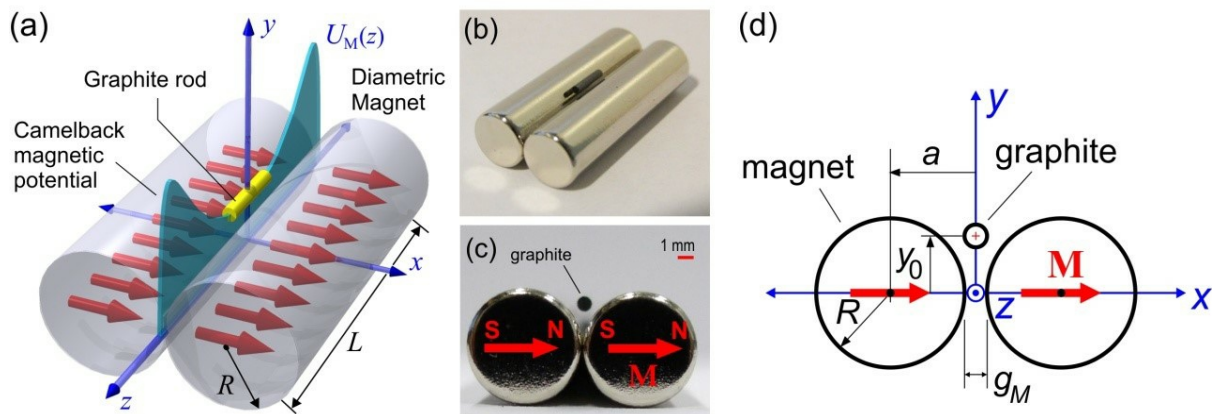 (a)
y
U_M(z)
Graphite rod
Diametric
Magnet
Camelback
magnetic
potential
x
L
R
z
(b)
(c)
graphite
1 mm
S N S N
M
(d)
y
a
graphite
magnet
y_0
M
R
z
x
g_M